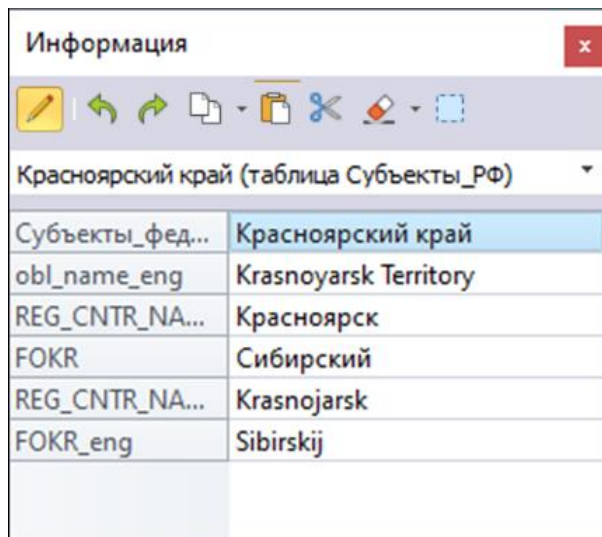 Информация
Красноярский край (таблица Субъекты_РФ)
Субъекты_фед... Красноярский край
obl_name_eng Krasnoyarsk Territory
REG_CNTR_NA... Красноярск
FOKR Сибирский
REG_CNTR_NA... Krasnojarsk
FOKR_eng Sibirskij